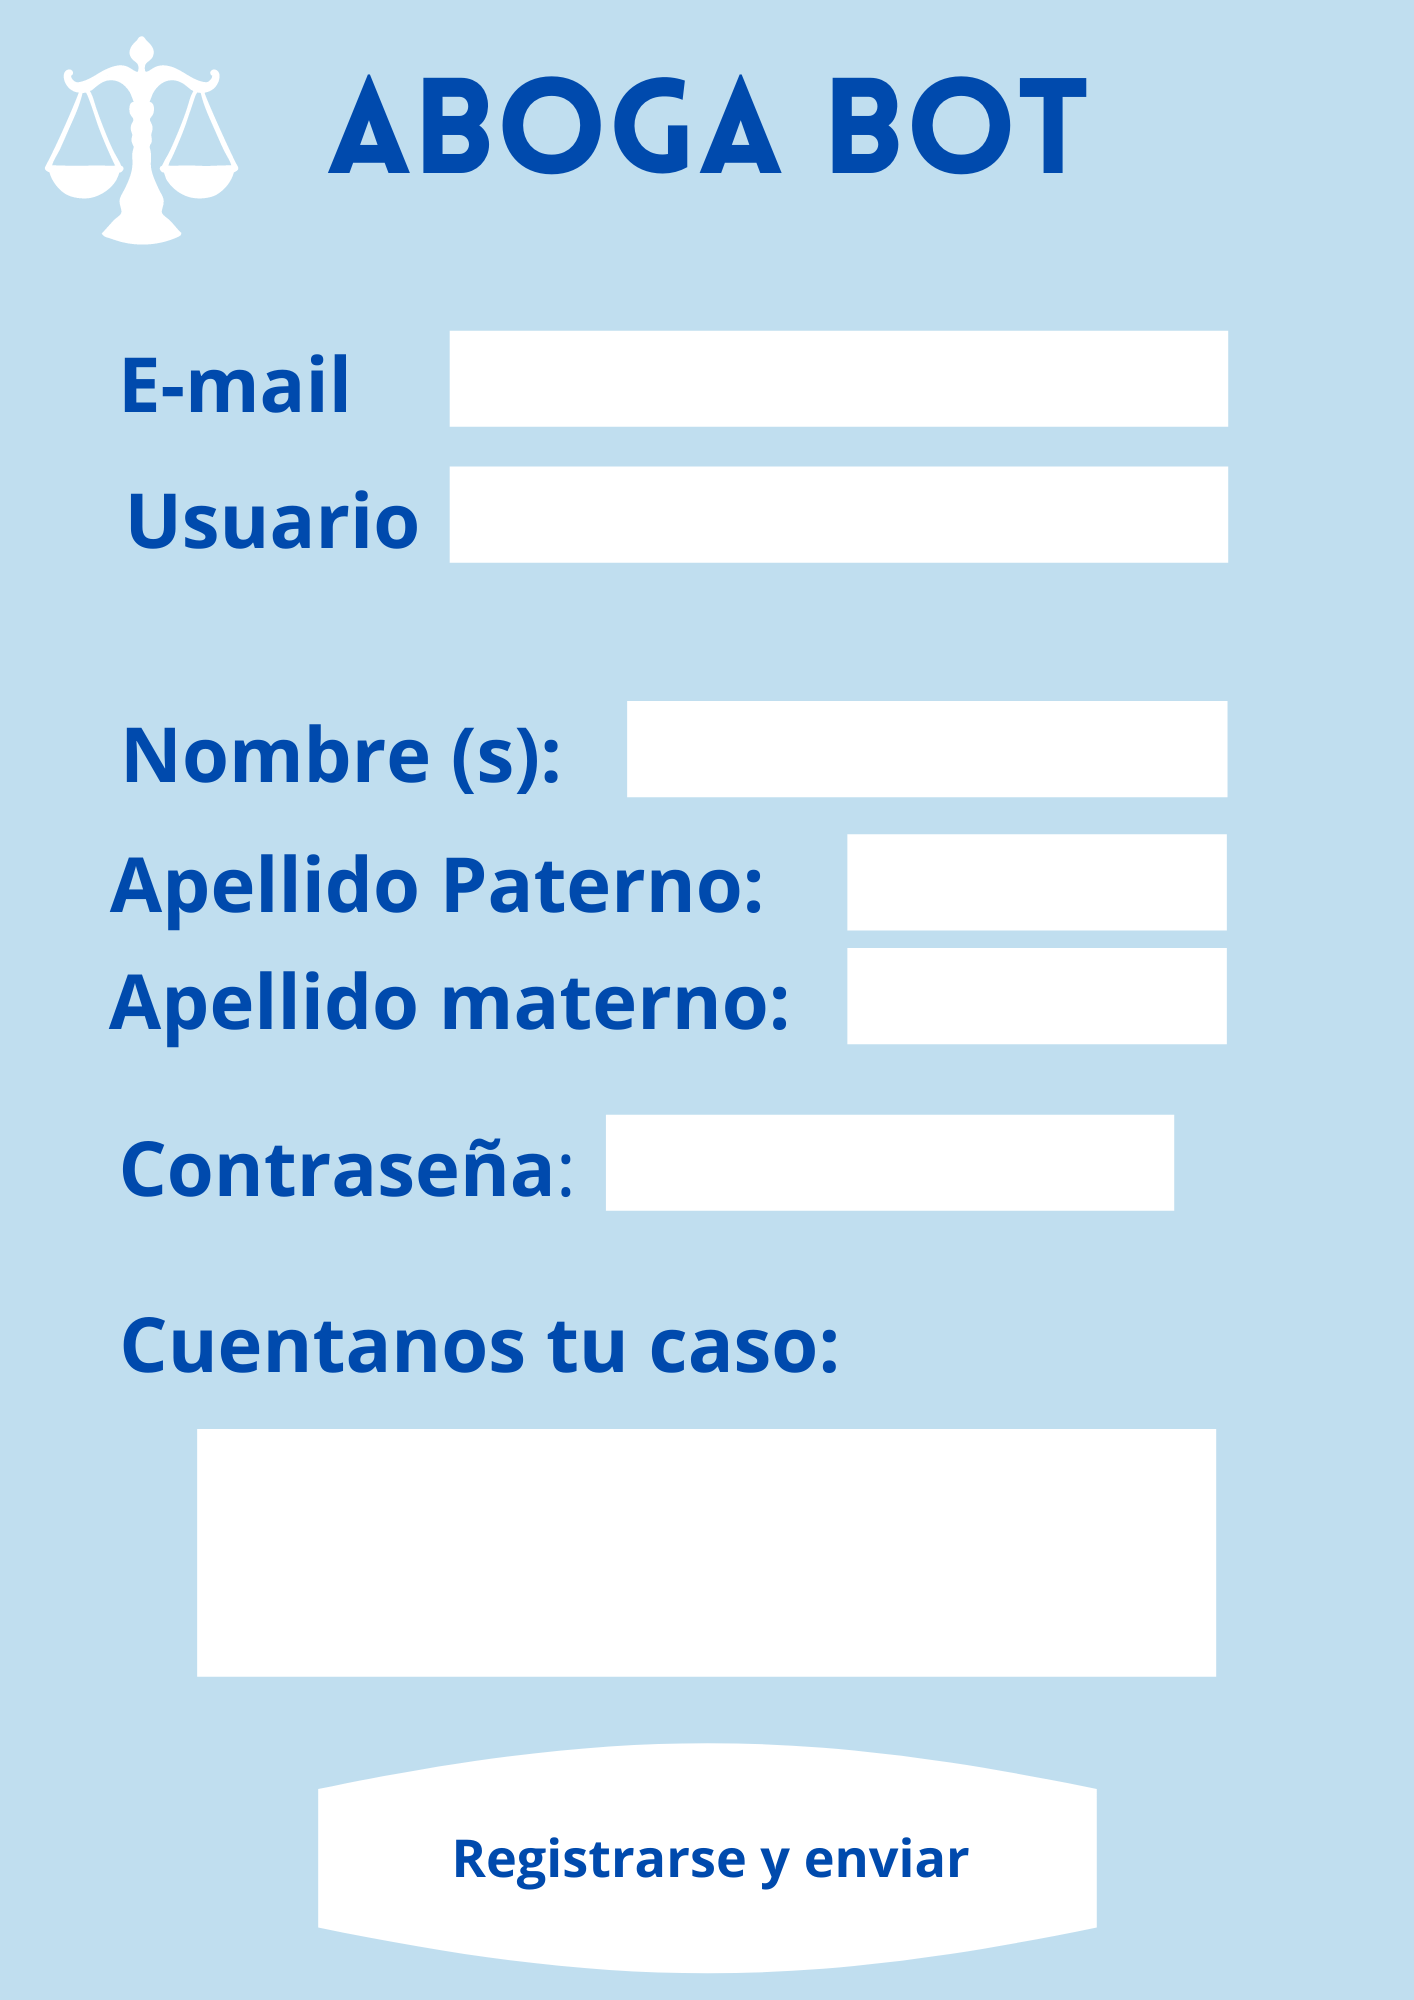 ABOGA BOT
E-mail
Usuario
Nombre (s):
Apellido Paterno:
Apellido materno:
Contraseña:
Cuentanos tu caso:
Registrarse y enviar